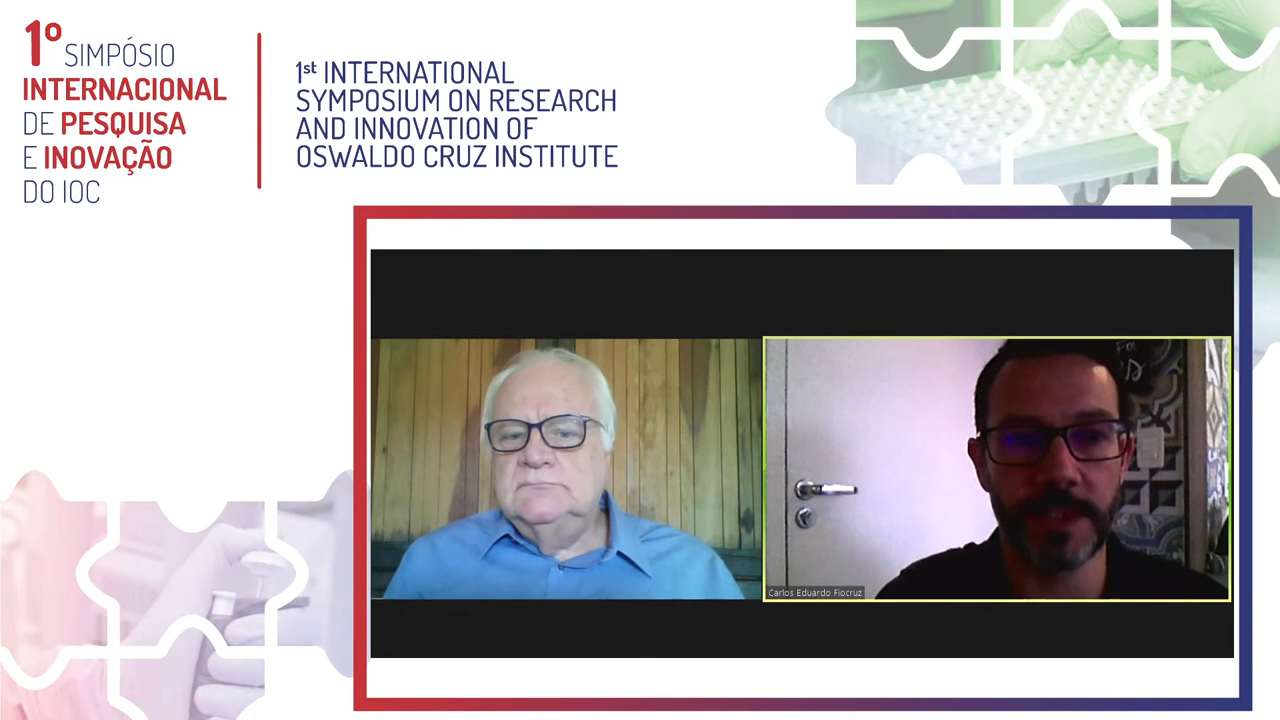 1º SIMPÓSIO
INTERNACIONAL
DE PESQUISA
E INOVAÇÃO
DO IOC
1st INTERNATIONAL
SYMPOSIUM ON RESEARCH
AND INNOVATION OF
OSWALDO CRUZ INSTITUTE
Carlos Eduardo Fiocruz